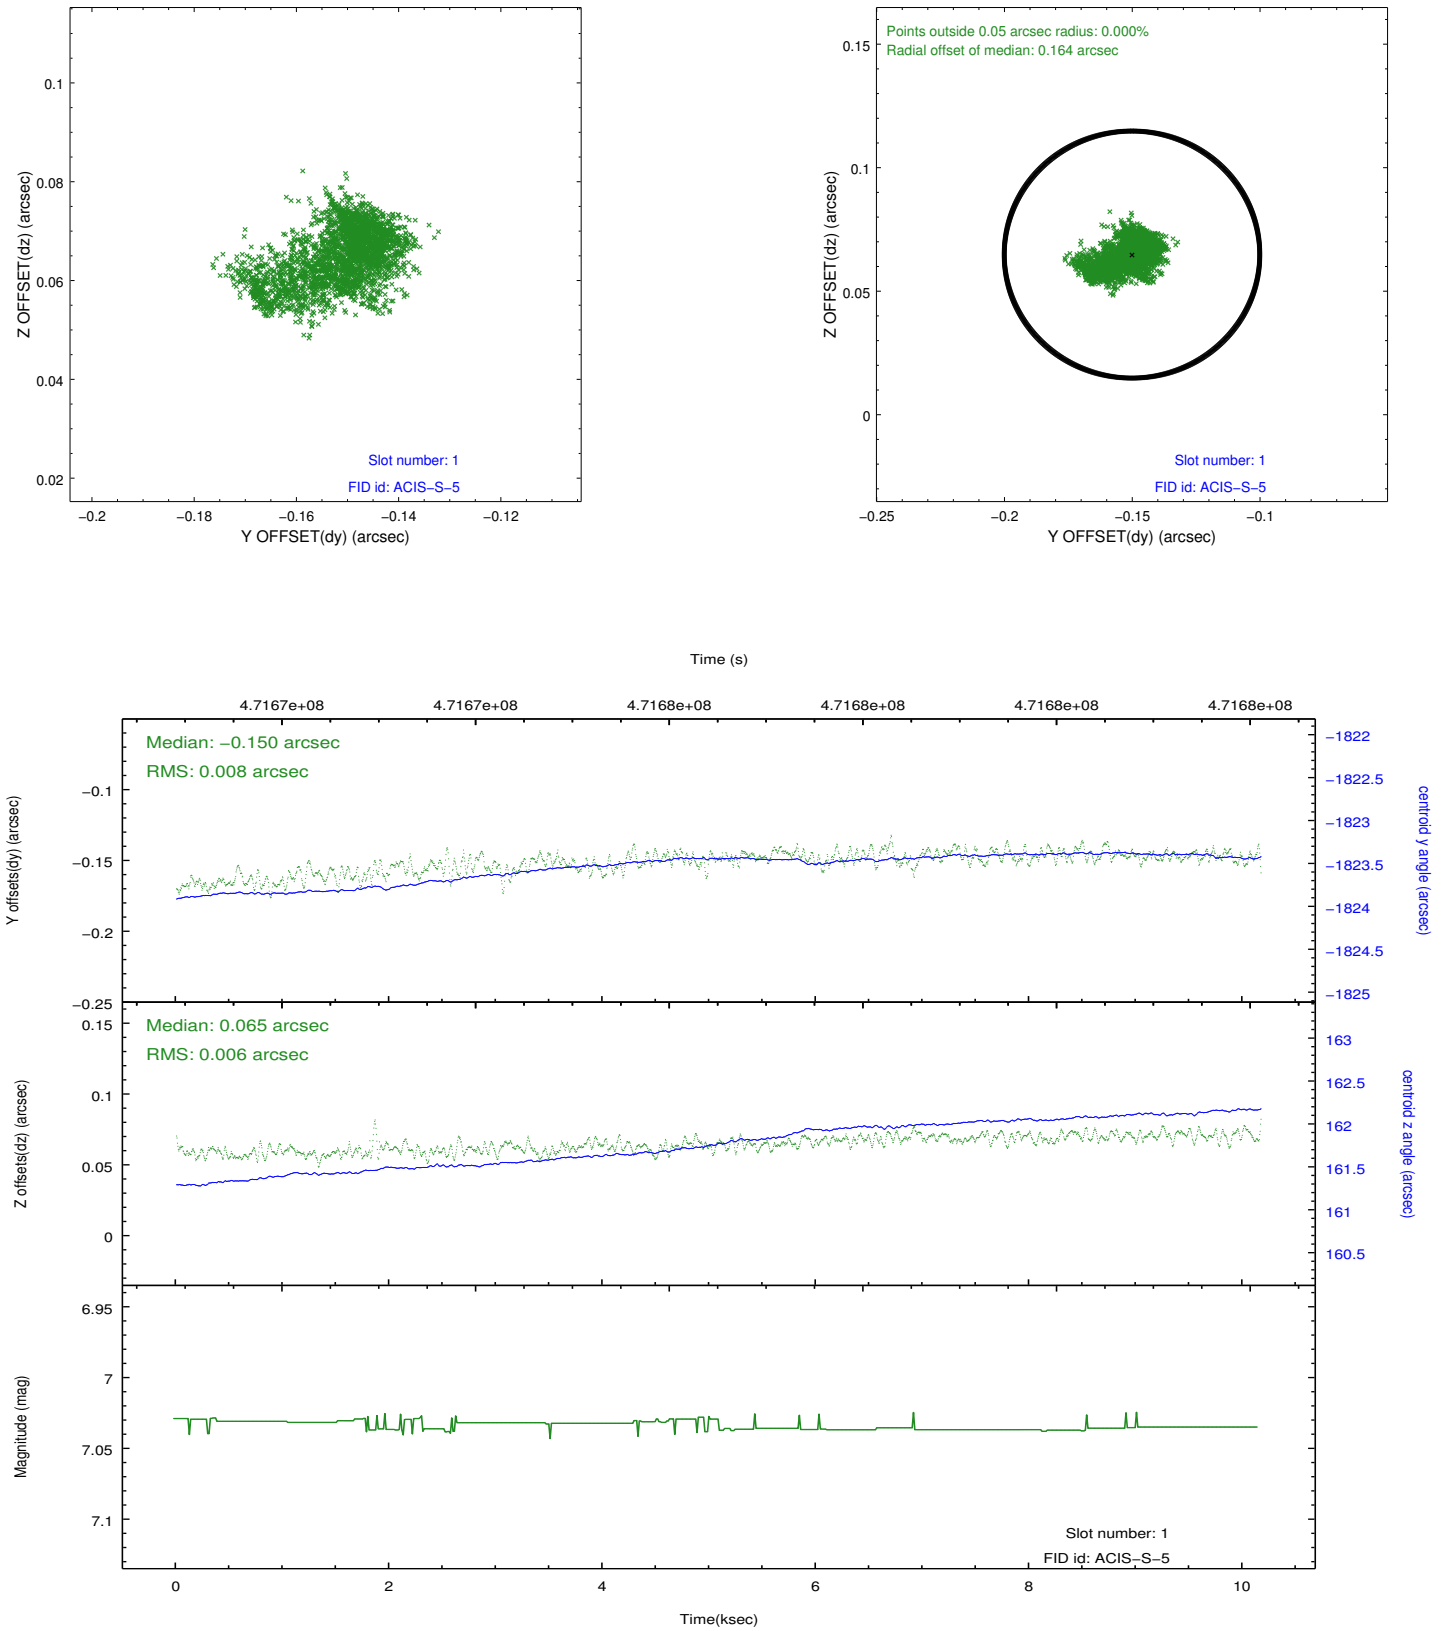 0.1
0.08
0.06
0.04
0.02
Z OFFSET(dz) (arcsec)
Slot number: 1
FID id: ACIS−S−5
−0.2 −0.18 −0.16 −0.14 −0.12
Y OFFSET(dy) (arcsec)
Points outside 0.05 arcsec radius: 0.000%
Radial offset of median: 0.164 arcsec
0.15
0.1
0.05
0
Z OFFSET(dz) (arcsec)
Slot number: 1
FID id: ACIS−S−5
−0.25 −0.2 −0.15 −0.1
Y OFFSET(dy) (arcsec)
Time (s)
4.7167e+08 4.7167e+08 4.7168e+08 4.7168e+08 4.7168e+08 4.7168e+08
Median: −0.150 arcsec
RMS: 0.008 arcsec
−0.1
−0.15
−0.2
−0.25
Y offsets(dy) (arcsec)
−1822
−1822.5
−1823
−1823.5
−1824
−1824.5
−1825
centroid y angle (arcsec)
Median: 0.065 arcsec
RMS: 0.006 arcsec
0.15
0.1
0.05
0
Z offsets(dz) (arcsec)
163
162.5
162
161.5
161
160.5
centroid z angle (arcsec)
6.95
7
7.05
7.1
Magnitude (mag)
Slot number: 1
FID id: ACIS−S−5
0 2 4 6 8 10
Time(ksec)